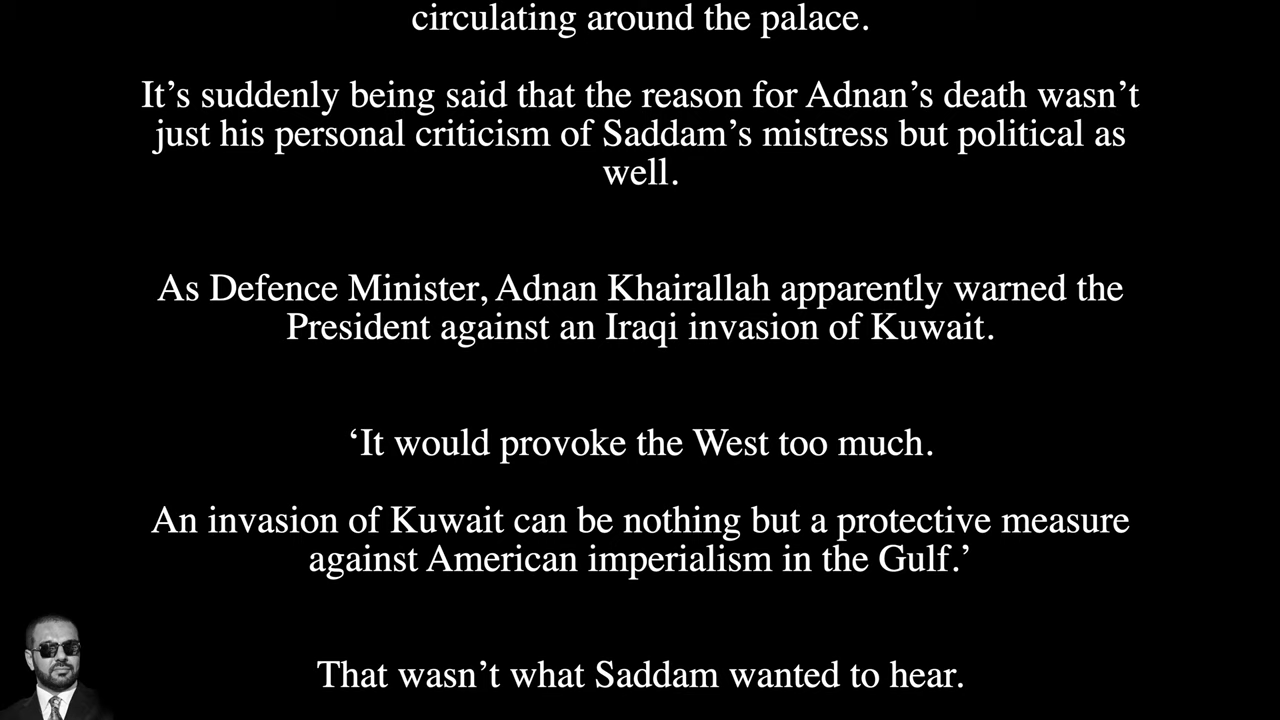 circulating around the palace.
It’s suddenly being said that the reason for Adnan’s death wasn’t
just his personal criticism of Saddam’s mistress but political as
well.
As Defence Minister, Adnan Khairallah apparently warned the
President against an Iraqi invasion of Kuwait.
‘It would provoke the West too much.
An invasion of Kuwait can be nothing but a protective measure
against American imperialism in the Gulf.’
That wasn’t what Saddam wanted to hear.